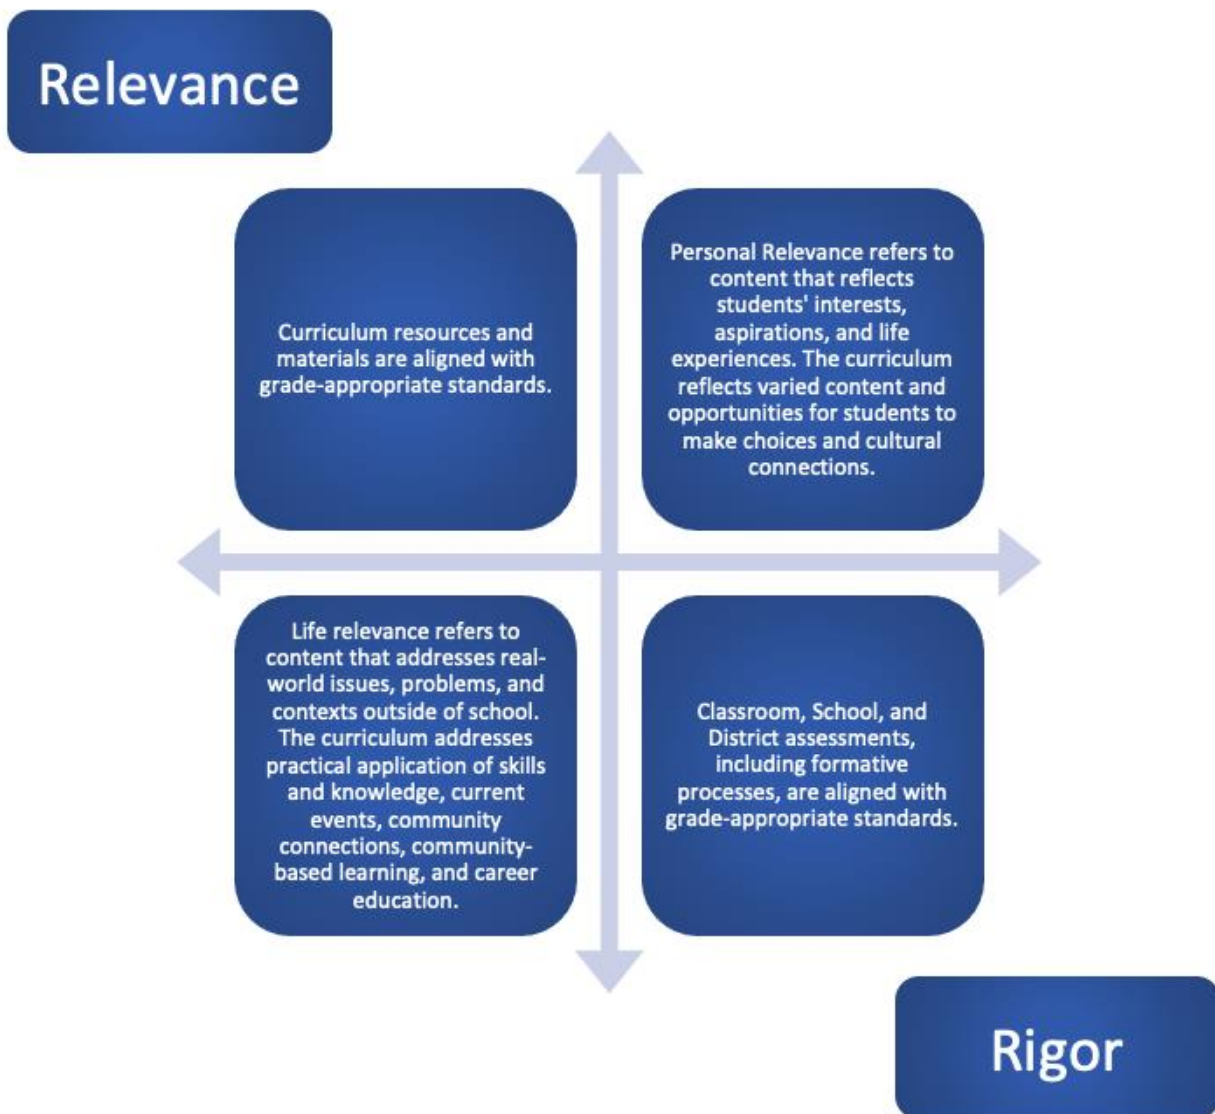 Relevance
Curriculum resources and
materials are aligned with
grade-appropriate standards.
Personal Relevance refers to
content that reflects
students' interests,
aspirations, and life
experiences. The curriculum
reflects varied content and
opportunities for students to
make choices and cultural
connections.
Life relevance refers to
content that addresses real-
world issues, problems, and
contexts outside of school.
The curriculum addresses
practical application of skills
and knowledge, current
events, community
connections, community-
based learning, and career
education.
Classroom, School, and
District assessments,
including formative
processes, are aligned with
grade-appropriate standards.
Rigor